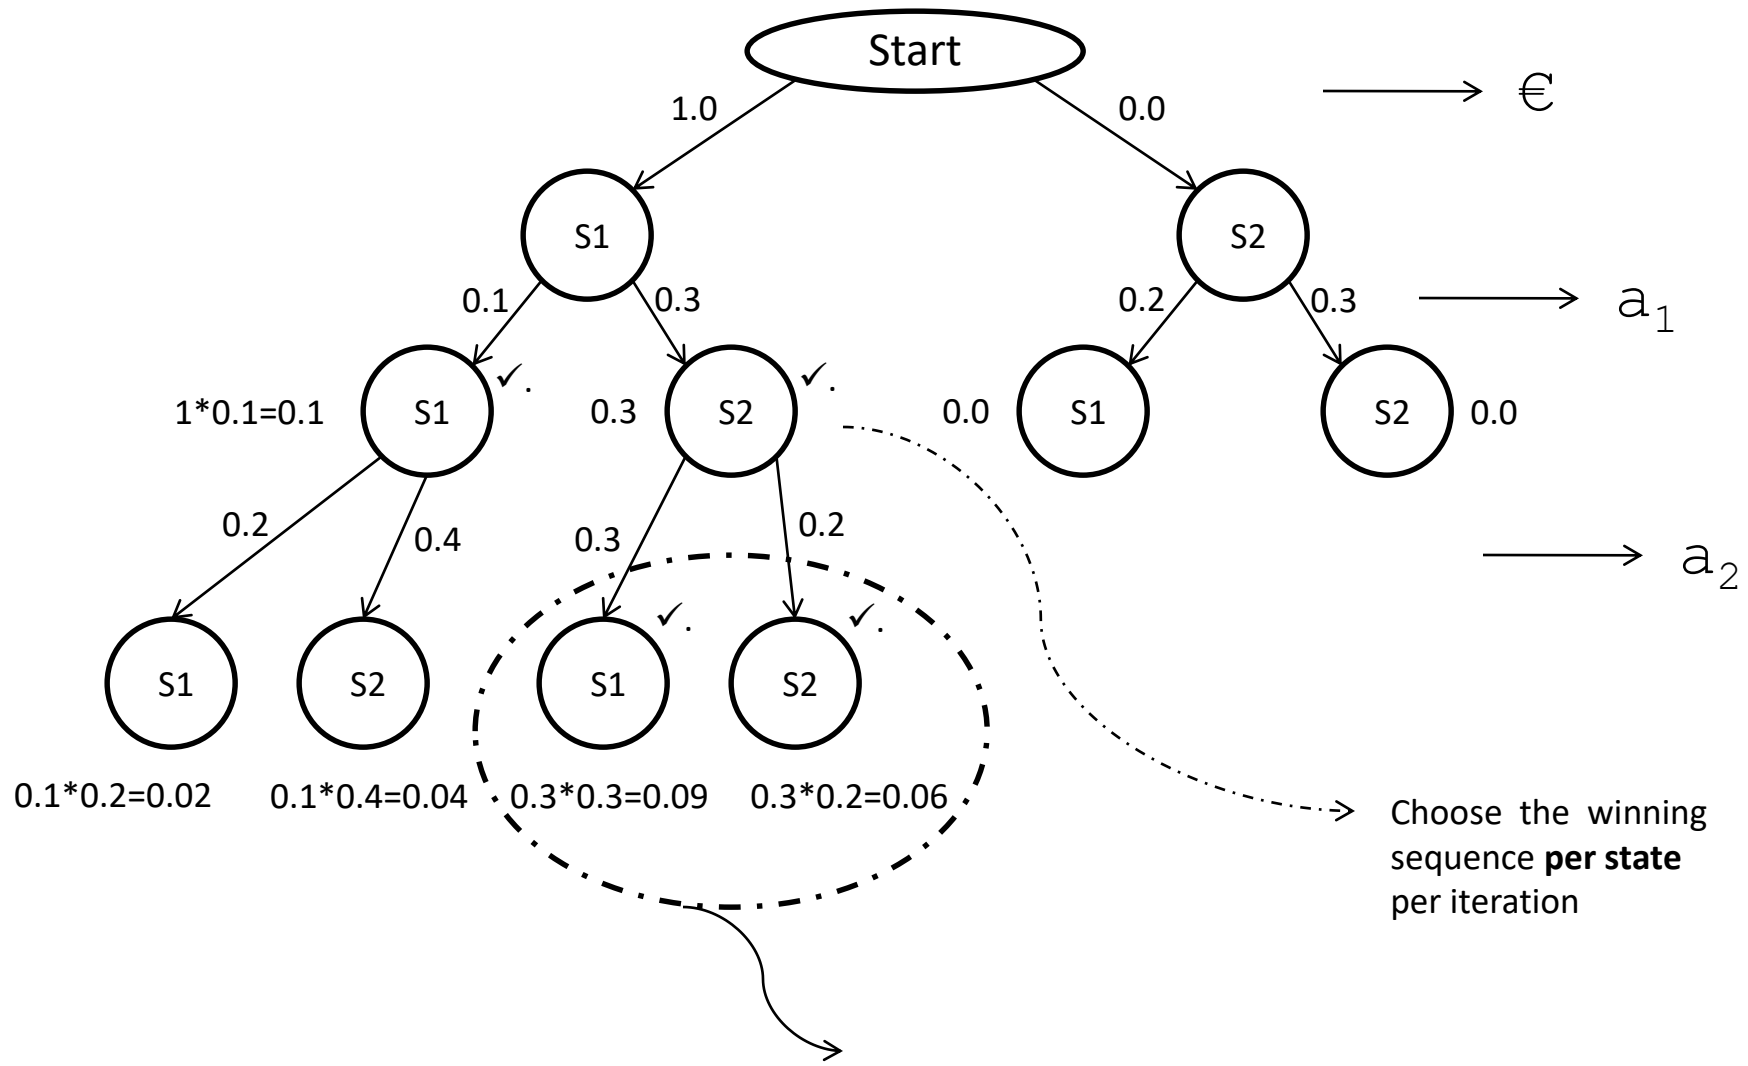 Start
1.0
0.0
€
S1
S2
0.1
0.3
0.2
0.3
a1
✓.
✓.
1*0.1=0.1
S1
0.3
S2
0.0
S1
S2
0.0
0.2
0.4
0.3
0.2
a2
✓.
✓.
S1
S2
S1
S2
0.1*0.2=0.02
0.1*0.4=0.04
0.3*0.3=0.09
0.3*0.2=0.06
Choose the winning
sequence per state
per iteration